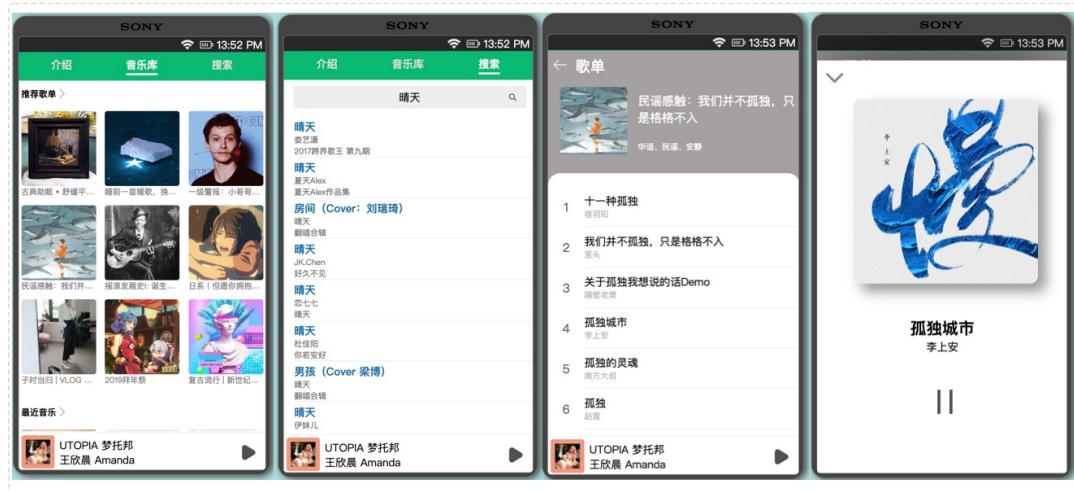 SONY
13:52 PM
介绍
音乐库
搜索
推荐歌单
古典助眠 • 舒缓平...
睡前一首暖歌，换...
一级警报：小哥哥...
民谣感触：我们并...
摇滚发展史I: 诞生...
日系 | 但愿你拥抱...
子时当归 | VLOG ...
2019拜年祭
复古流行 | 新世纪...
最近音乐
UTOPIA 梦托邦
王欣晨 Amanda
SONY
13:52 PM
介绍
音乐库
搜索
晴天
晴天
娄艺潇
2017跨界歌王 第九期
晴天
夏天Alex
夏天Alex作品集
房间（Cover：刘瑞琦）
晴天
翻唱合辑
晴天
JK.Chen
好久不见
晴天
恋七七
晴天
晴天
杜佳阳
你若安好
男孩（Cover 梁博）
晴天
翻唱合辑
晴天
伊妹儿
UTOPIA 梦托邦
王欣晨 Amanda
SONY
13:53 PM
歌单
民谣感触：我们并不孤独，只
是格格不入
华语、民谣、安静
1
十一种孤独
宿羽阳
2
我们并不孤独，只是格格不入
葱头
3
关于孤独我想说的话Demo
隔壁老樊
4
孤独城市
李上安
5
孤独的灵魂
南方大叔
6
孤独
赵雷
UTOPIA 梦托邦
王欣晨 Amanda
SONY
13:53 PM
李上安
慢
孤独城市
李上安